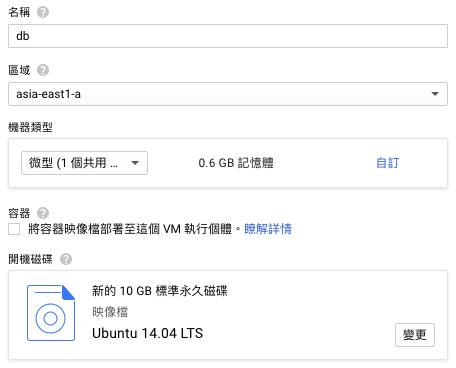 名稱 ?
db
區域 ?
asia-east1-a
機器類型
微型 (1 個共用 ... 0.6 GB 記憶體 自訂
容器 ?
將容器映像檔部署至這個 VM 執行個體。瞭解詳情
開機磁碟 ?
新的 10 GB 標準永久磁碟
映像檔
Ubuntu 14.04 LTS
變更